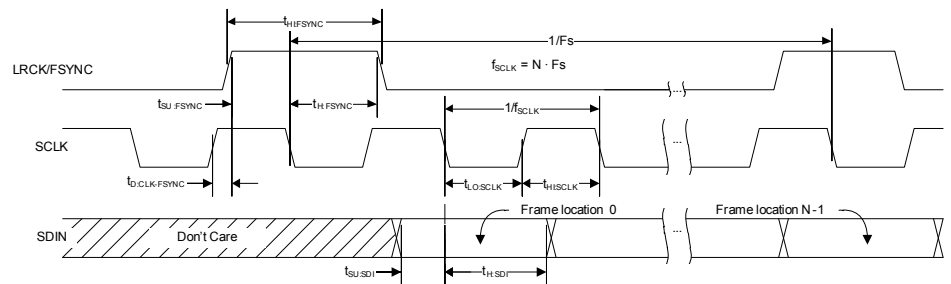 tHI:FSYNC
1/Fs
LRCK/FSYNC
fSCLK = N · Fs
tSU:FSYNC
tH:FSYNC
...
1/fSCLK
SCLK
...
tD:CLK-FSYNC
tLO:SCLK
tHI:SCLK
Frame location 0
Frame location N-1
SDIN
Don't Care
...
tSU:SDI
tH:SDI